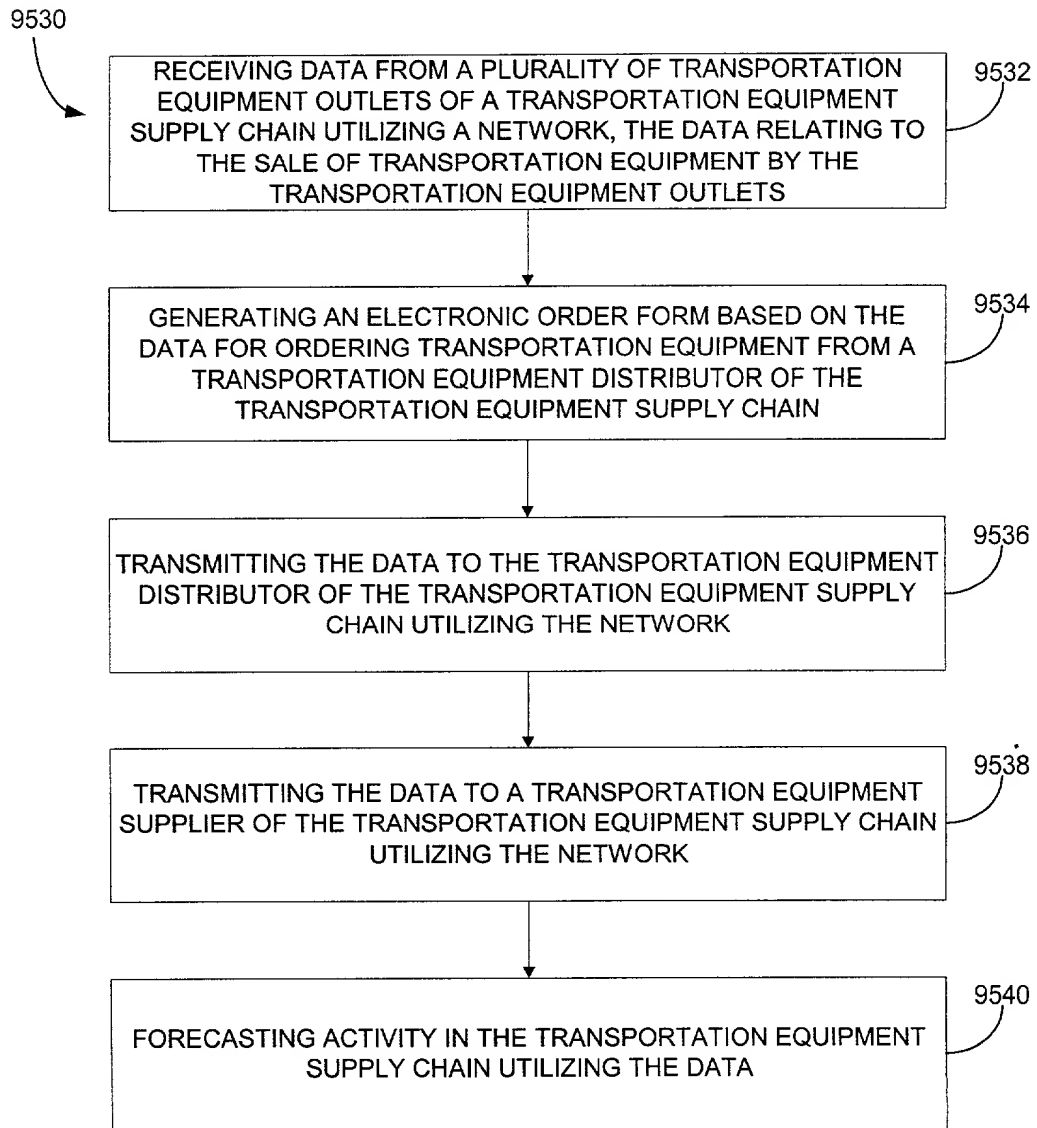 9530
RECEIVING DATA FROM A PLURALITY OF TRANSPORTATION
EQUIPMENT OUTLETS OF A TRANSPORTATION EQUIPMENT
SUPPLY CHAIN UTILIZING A NETWORK, THE DATA RELATING TO
THE SALE OF TRANSPORTATION EQUIPMENT BY THE
TRANSPORTATION EQUIPMENT OUTLETS
9532
GENERATING AN ELECTRONIC ORDER FORM BASED ON THE
DATA FOR ORDERING TRANSPORTATION EQUIPMENT FROM A
TRANSPORTATION EQUIPMENT DISTRIBUTOR OF THE
TRANSPORTATION EQUIPMENT SUPPLY CHAIN
9534
TRANSMITTING THE DATA TO THE TRANSPORTATION EQUIPMENT
DISTRIBUTOR OF THE TRANSPORTATION EQUIPMENT SUPPLY
CHAIN UTILIZING THE NETWORK
9536
TRANSMITTING THE DATA TO A TRANSPORTATION EQUIPMENT
SUPPLIER OF THE TRANSPORTATION EQUIPMENT SUPPLY CHAIN
UTILIZING THE NETWORK
9538
FORECASTING ACTIVITY IN THE TRANSPORTATION EQUIPMENT
SUPPLY CHAIN UTILIZING THE DATA
9540